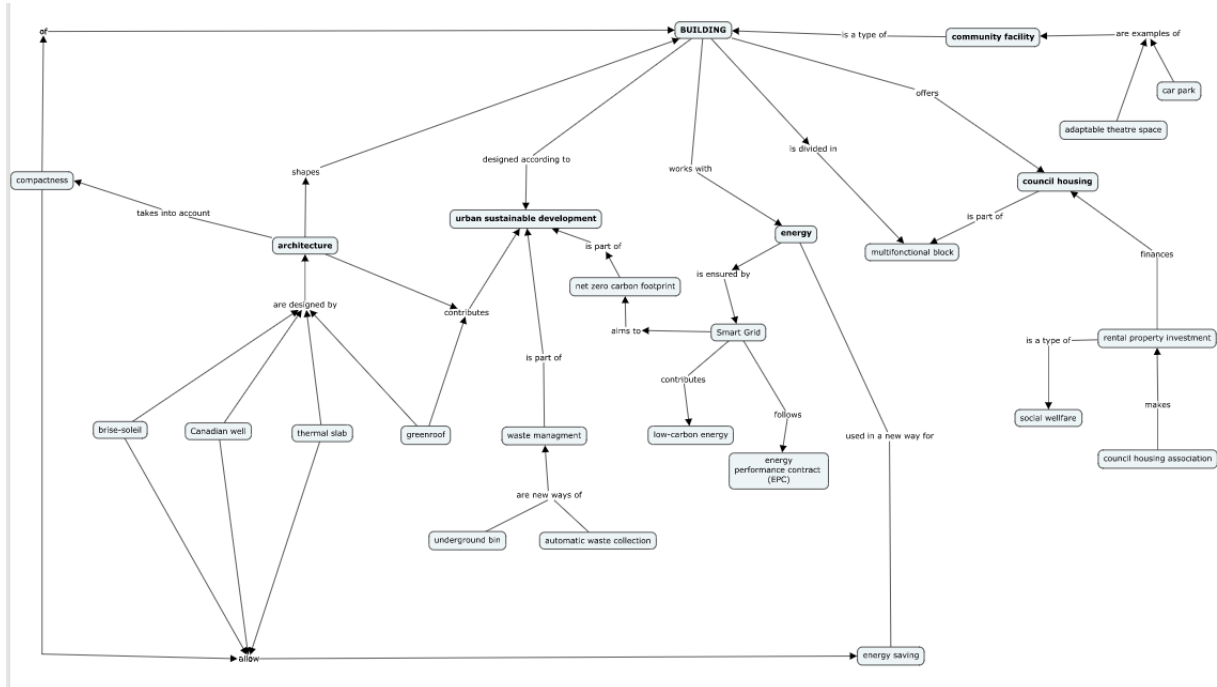 of
BUILDING
is a type of
community facility
are examples of
car park
adaptable theatre space
offers
designed according to
is divided in
works with
shapes
compactness
council housing
takes into account
urban sustainable development
is part of
architecture
energy
is part of
multifonctional block
finances
net zero carbon footprint
is ensured by
are designed by
contributes
aims to
Smart Grid
is a type of
rental property investment
is part of
contributes
makes
follows
social wellfare
brise-soleil
Canadian well
thermal slab
greenroof
waste managment
low-carbon energy
used in a new way for
energy
performance contract
(EPC)
council housing association
are new ways of
underground bin
automatic waste collection
allow
energy saving